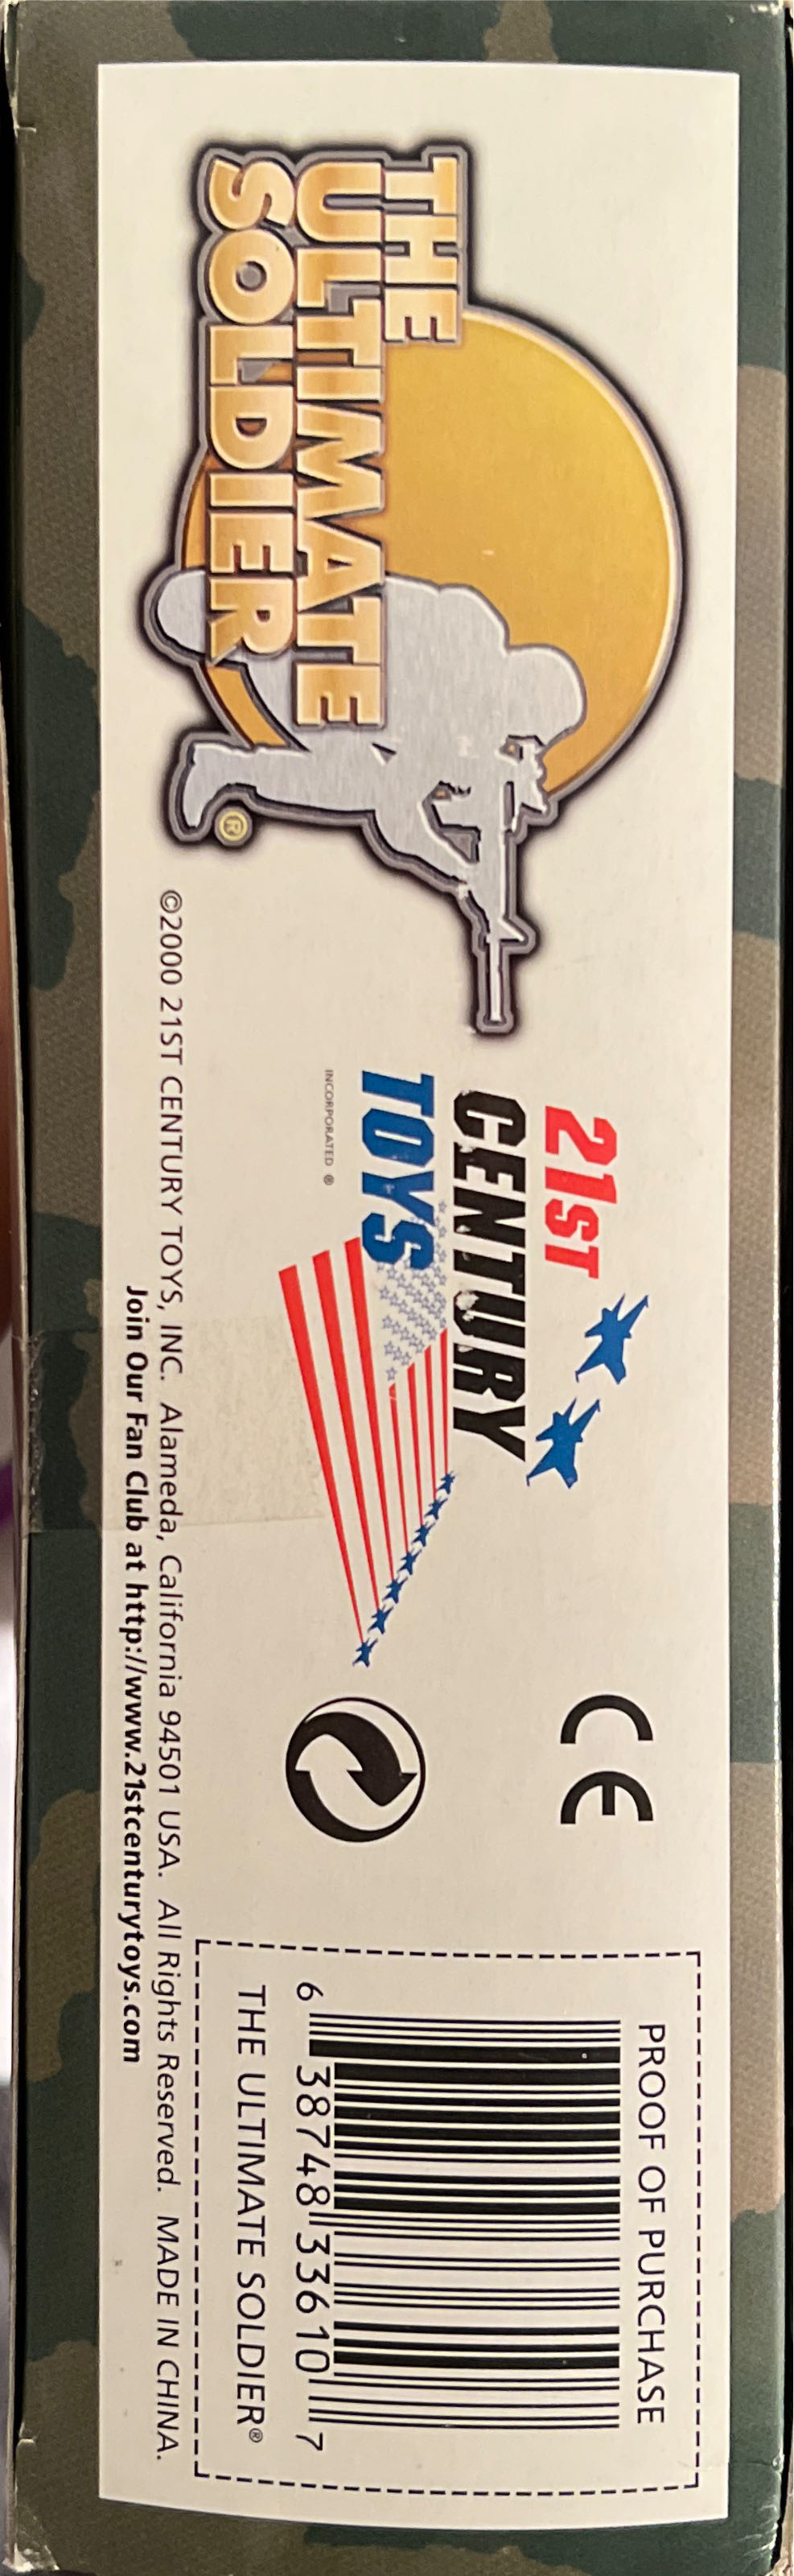 THE
ULTIMATE
SOLDIER
®
21ST
CENTURY
TOYS
INCORPORATED ®
©2000 21ST CENTURY TOYS, INC. Alameda, California 94501 USA. All Rights Reserved. MADE IN CHINA.
Join Our Fan Club at http://www.21stcenturytoys.com
CE
PROOF OF PURCHASE
6 38748 33610 7
THE ULTIMATE SOLDIER®